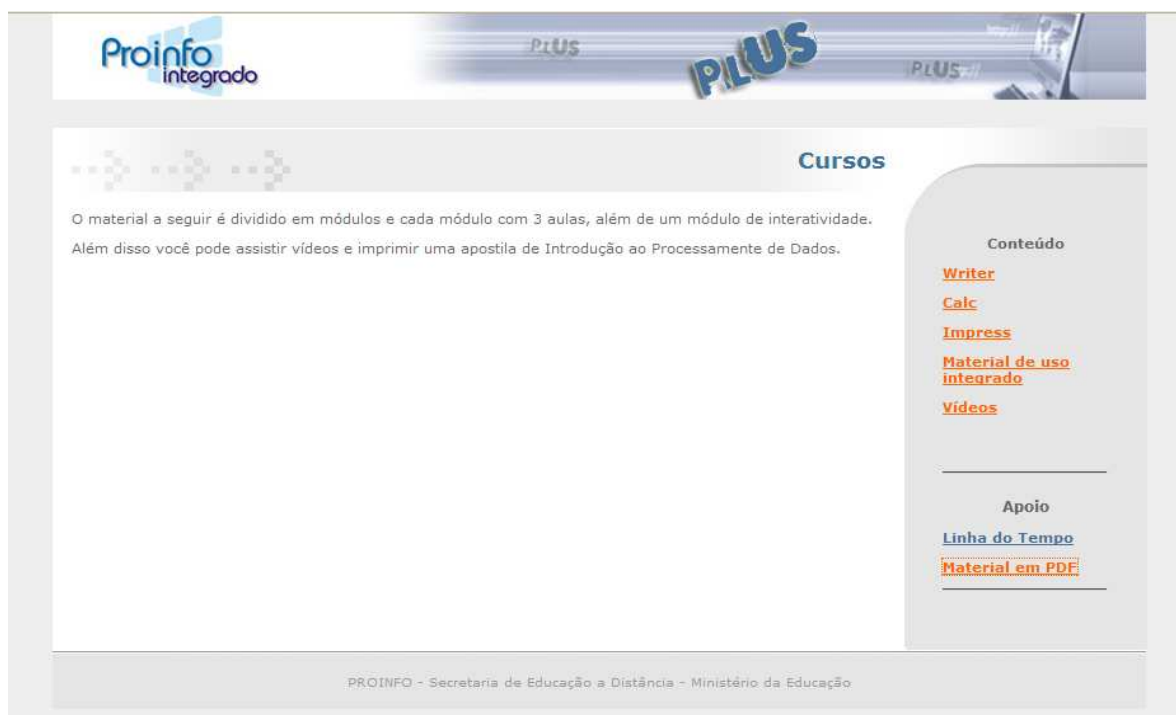 Proinfo
integrado
PLUS
PLUS
PLUS
http://
Cursos
O material a seguir é dividido em módulos e cada módulo com 3 aulas, além de um módulo de interatividade.
Além disso você pode assistir vídeos e imprimir uma apostila de Introdução ao Processamente de Dados.
Conteúdo
Writer
Calc
Impress
Material de uso
integrado
Vídeos
Apoio
Linha do Tempo
Material em PDF
PROINFO - Secretaria de Educação a Distância - Ministério da Educação